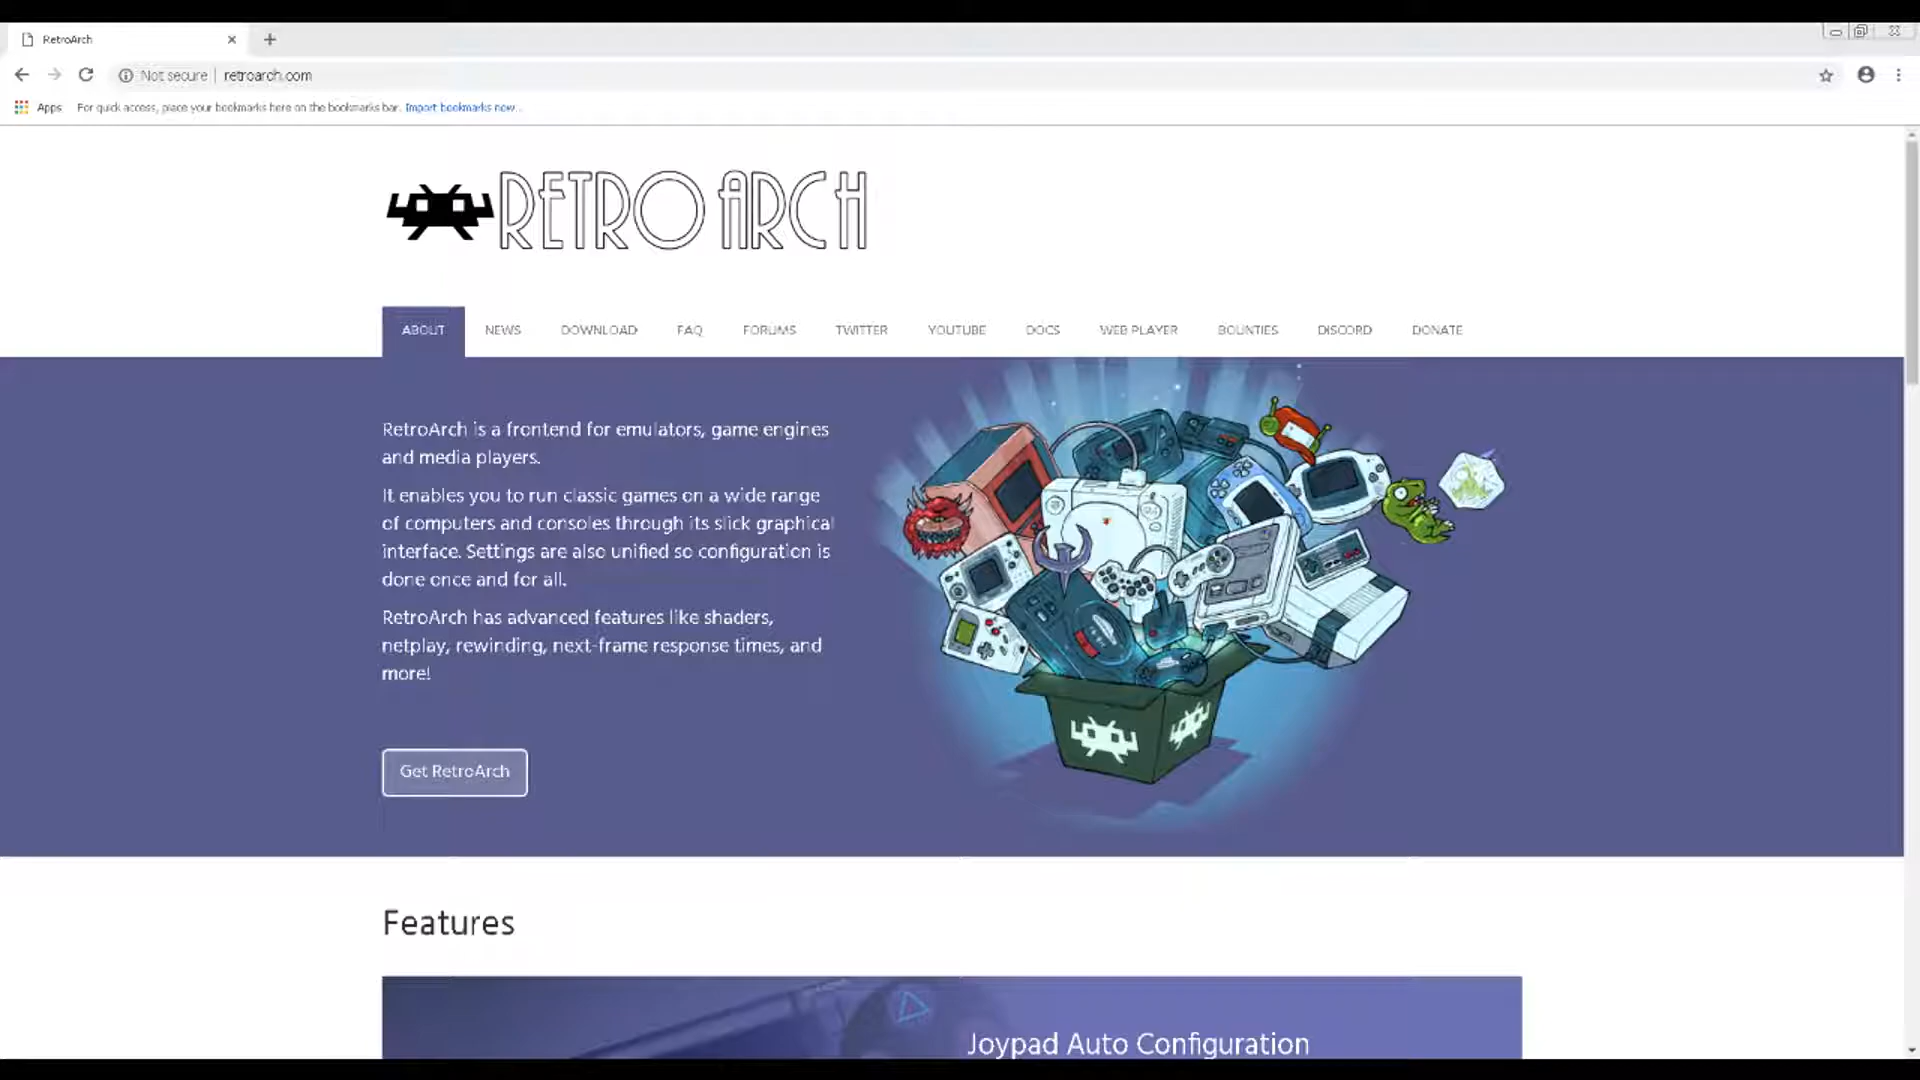 RetroArch
Not secure | retroarch.com
Apps For quick access, place your bookmarks here on the bookmarks bar. Import bookmarks now...
RETROARCH
ABOUT NEWS DOWNLOAD FAQ FORUMS TWITTER YOUTUBE DOCS WEB PLAYER BOUNTIES DISCORD DONATE
RetroArch is a frontend for emulators, game engines
and media players.
It enables you to run classic games on a wide range
of computers and consoles through its slick graphical
interface. Settings are also unified so configuration is
done once and for all.
RetroArch has advanced features like shaders,
netplay, rewinding, next-frame response times, and
more!
Get RetroArch
Features
Joypad Auto Configuration